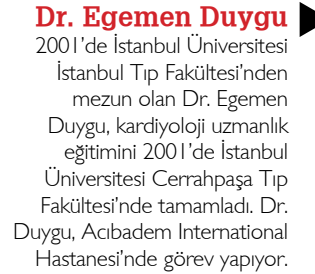 Dr. Egemen Duygu
2001'de İstanbul Üniversitesi
İstanbul Tıp Fakültesi'nden
mezun olan Dr. Egemen
Duygu, kardiyoloji uzmanlık
eğitimini 2001'de İstanbul
Üniversitesi Cerrahpaşa Tıp
Fakültesi'nde tamamladı. Dr.
Duygu, Acıbadem International
Hastanesi'nde görev yapıyor.